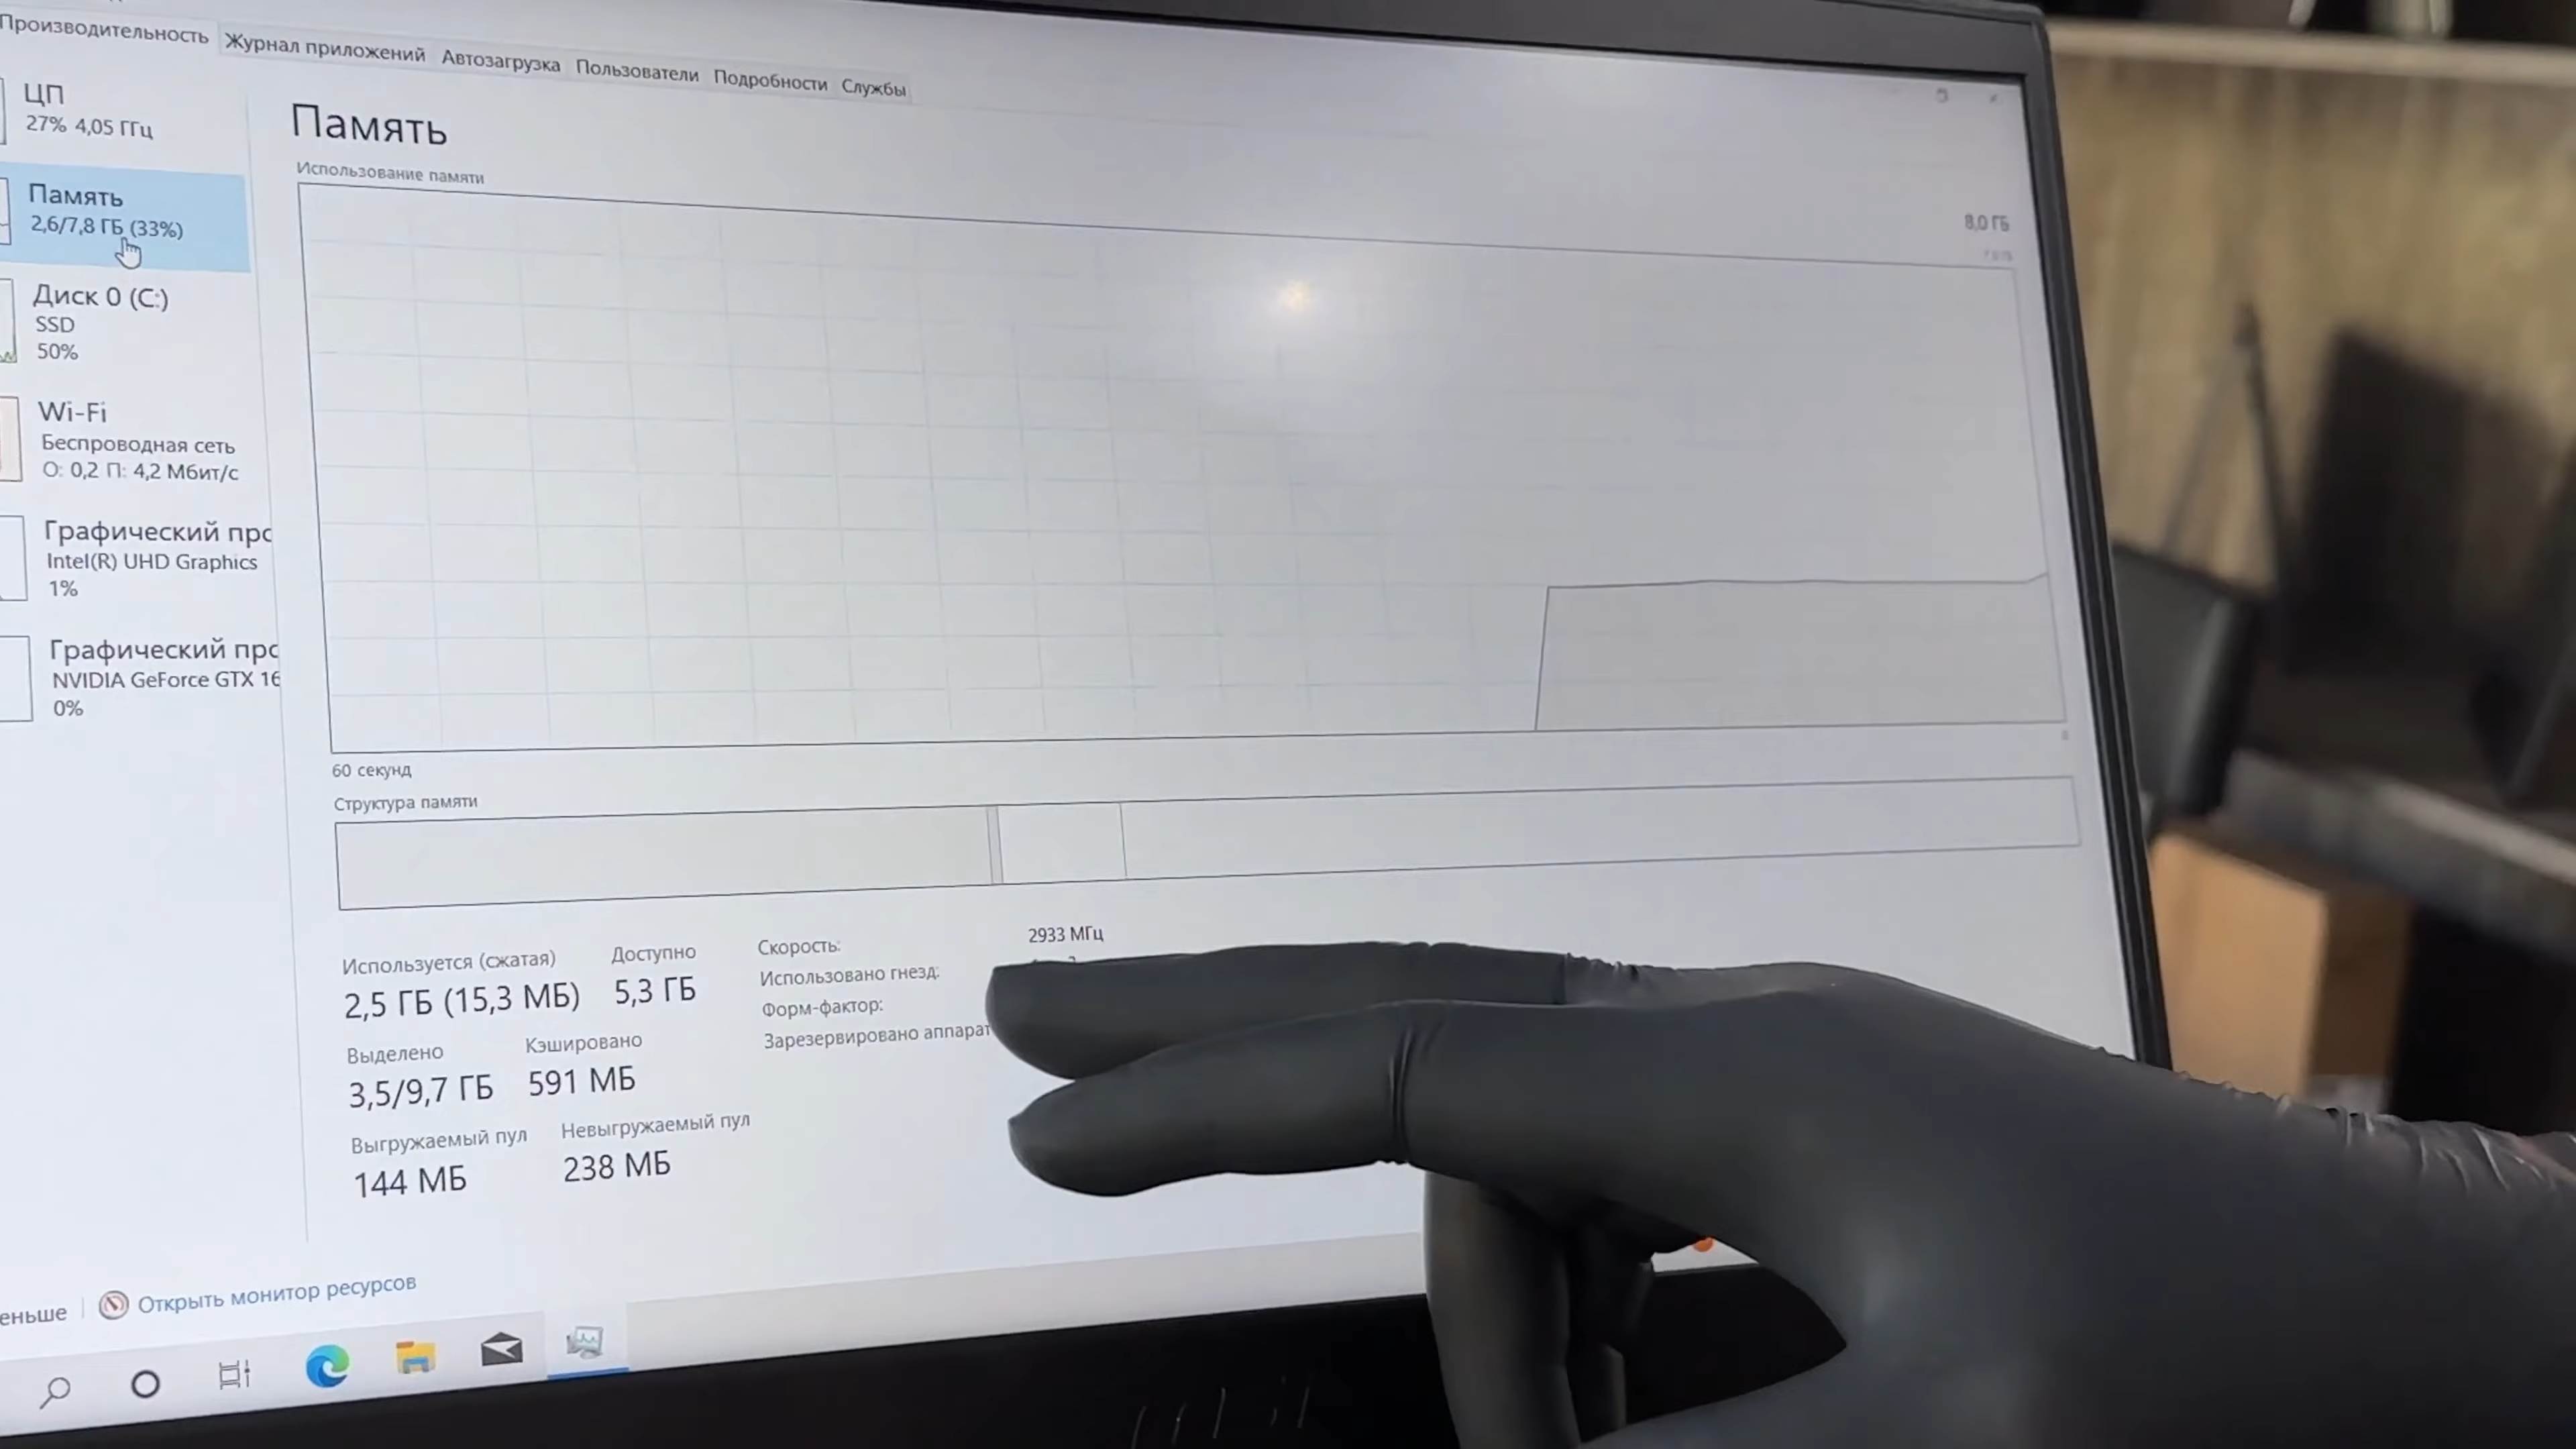 Производительность
Журнал приложений
Автозагрузка
Пользователи
Подробности
Службы
ЦП
27% 4,05 ГГц
Память
2,6/7,8 ГБ (33%)
Диск 0 (C:)
SSD
50%
Wi-Fi
Беспроводная сеть
О: 0,2 П: 4,2 Мбит/с
Графический прс
Intel(R) UHD Graphics
1%
Графический прс
NVIDIA GeForce GTX 16
0%
Память
Использование памяти
8,0 ГБ
60 секунд
Структура памяти
Используется (сжатая)
2,5 ГБ (15,3 МБ)
Доступно
5,3 ГБ
Выделено
3,5/9,7 ГБ
Кэшировано
591 МБ
Выгружаемый пул
144 МБ
Невыгружаемый пул
238 МБ
Скорость:
2933 МГц
Использовано гнезд:
Форм-фактор:
Зарезервировано аппарат
еньше
Открыть монитор ресурсов